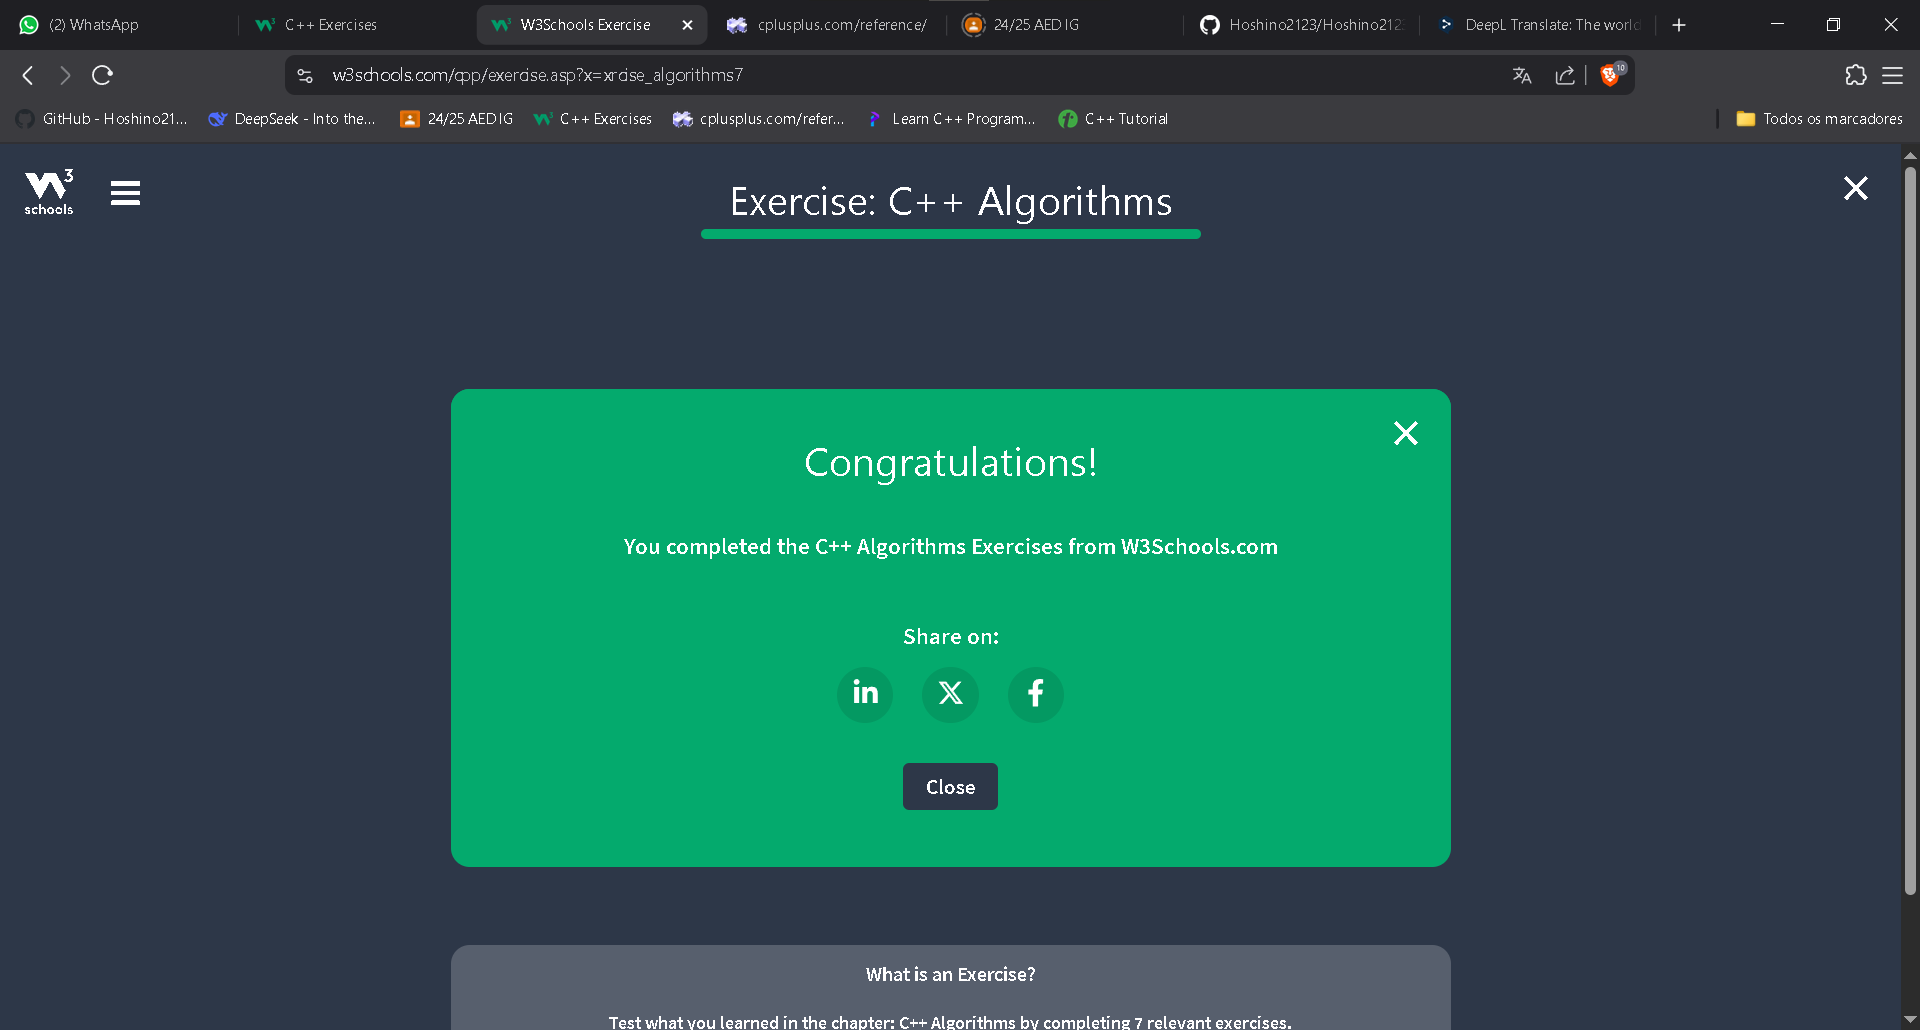 (2) WhatsApp
C++ Exercises
W3Schools Exercise
cplusplus.com/reference/
24/25 AED IG
Hoshino2123/Hoshino212
DeepL Translate: The world
w3schools.com/cpp/exercise.asp?x=xrcise_algorithms7
10
GitHub - Hoshino21...
DeepSeek - Into the...
24/25 AED IG
C++ Exercises
cplusplus.com/refer...
Learn C++ Program...
C++ Tutorial
Todos os marcadores
W3
schools
Exercise: C++ Algorithms
Congratulations!
You completed the C++ Algorithms Exercises from W3Schools.com
Share on:
in
X
f
Close
What is an Exercise?
Test what you learned in the chapter: C++ Algorithms by completing 7 relevant exercises.